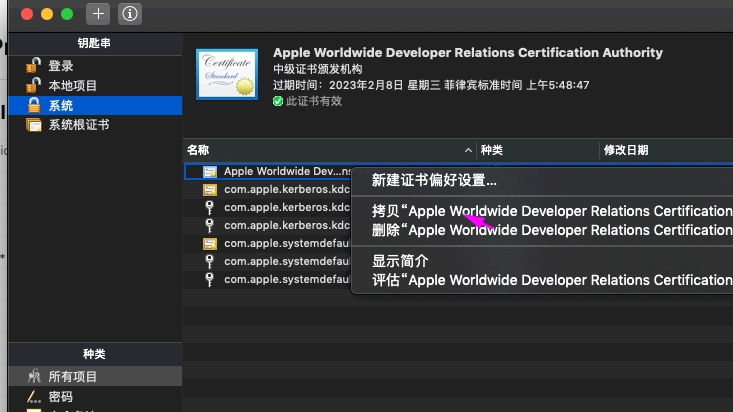 钥匙串
登录
本地项目
系统
系统根证书
Apple Worldwide Developer Relations Certification Authority
中级证书颁发机构
过期时间：2023年2月8日 星期三 菲律宾标准时间 上午5:48:47
此证书有效
名称 种类 修改日期
Apple Worldwide Dev...ns
com.apple.kerberos.kdc
com.apple.kerberos.kdc
com.apple.kerberos.kdc
com.apple.systemdefaul
com.apple.systemdefaul
com.apple.systemdefaul
新建证书偏好设置...
拷贝“Apple Worldwide Developer Relations Certification
删除“Apple Worldwide Developer Relations Certification
显示简介
评估“Apple Worldwide Developer Relations Certification
种类
所有项目
密码